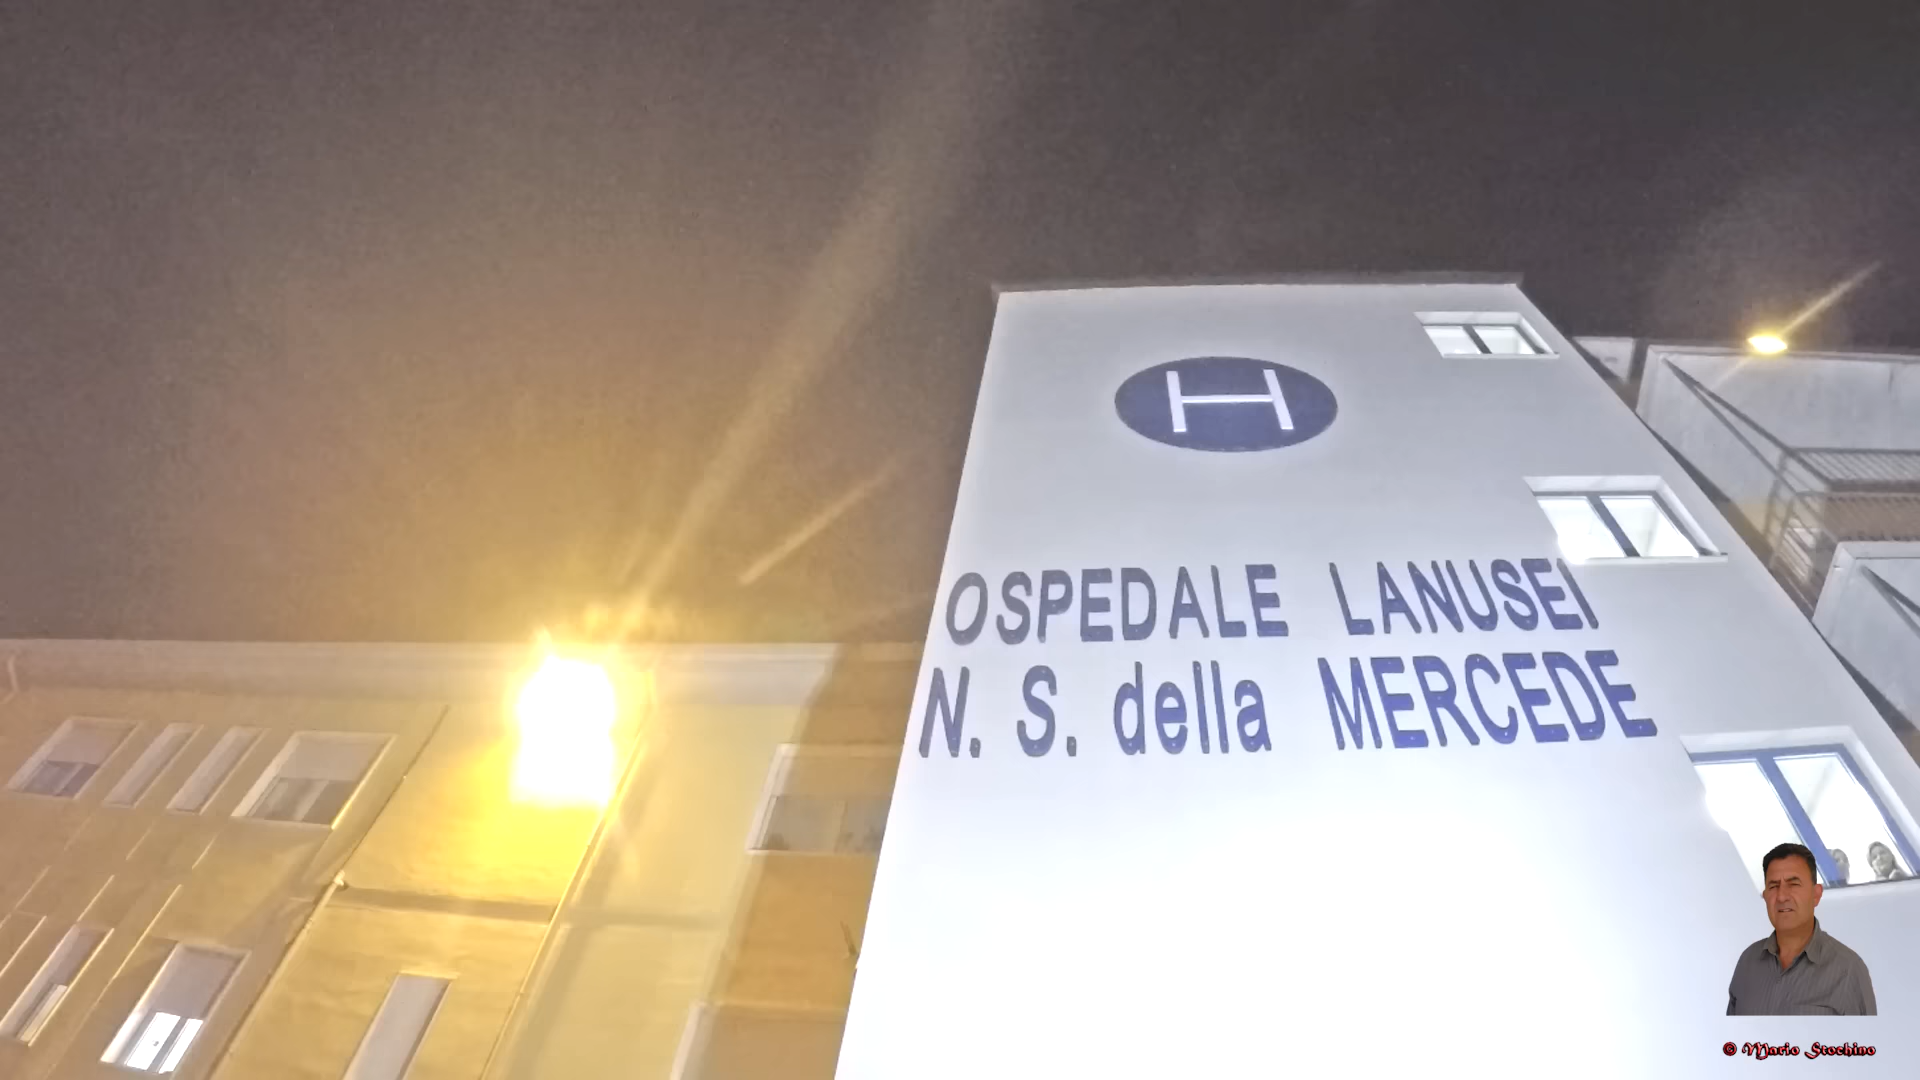 H
OSPEDALE LANUSEI
N. S. della MERCEDE
© Mario Stochino